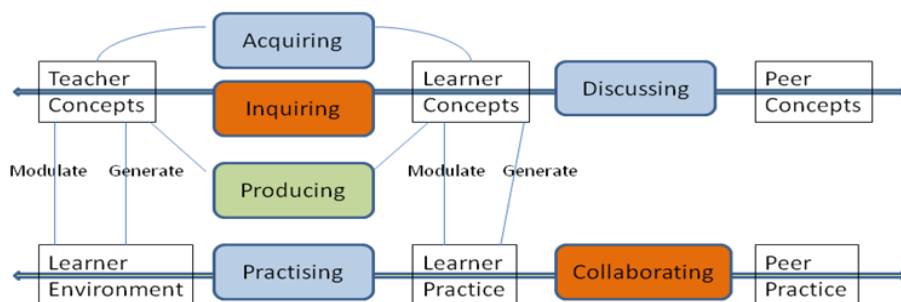 Acquiring
Teacher
Concepts
Inquiring
Learner
Concepts
Discussing
Peer
Concepts
Modulate
Generate
Producing
Modulate
Generate
Learner
Environment
Practising
Learner
Practice
Collaborating
Peer
Practice